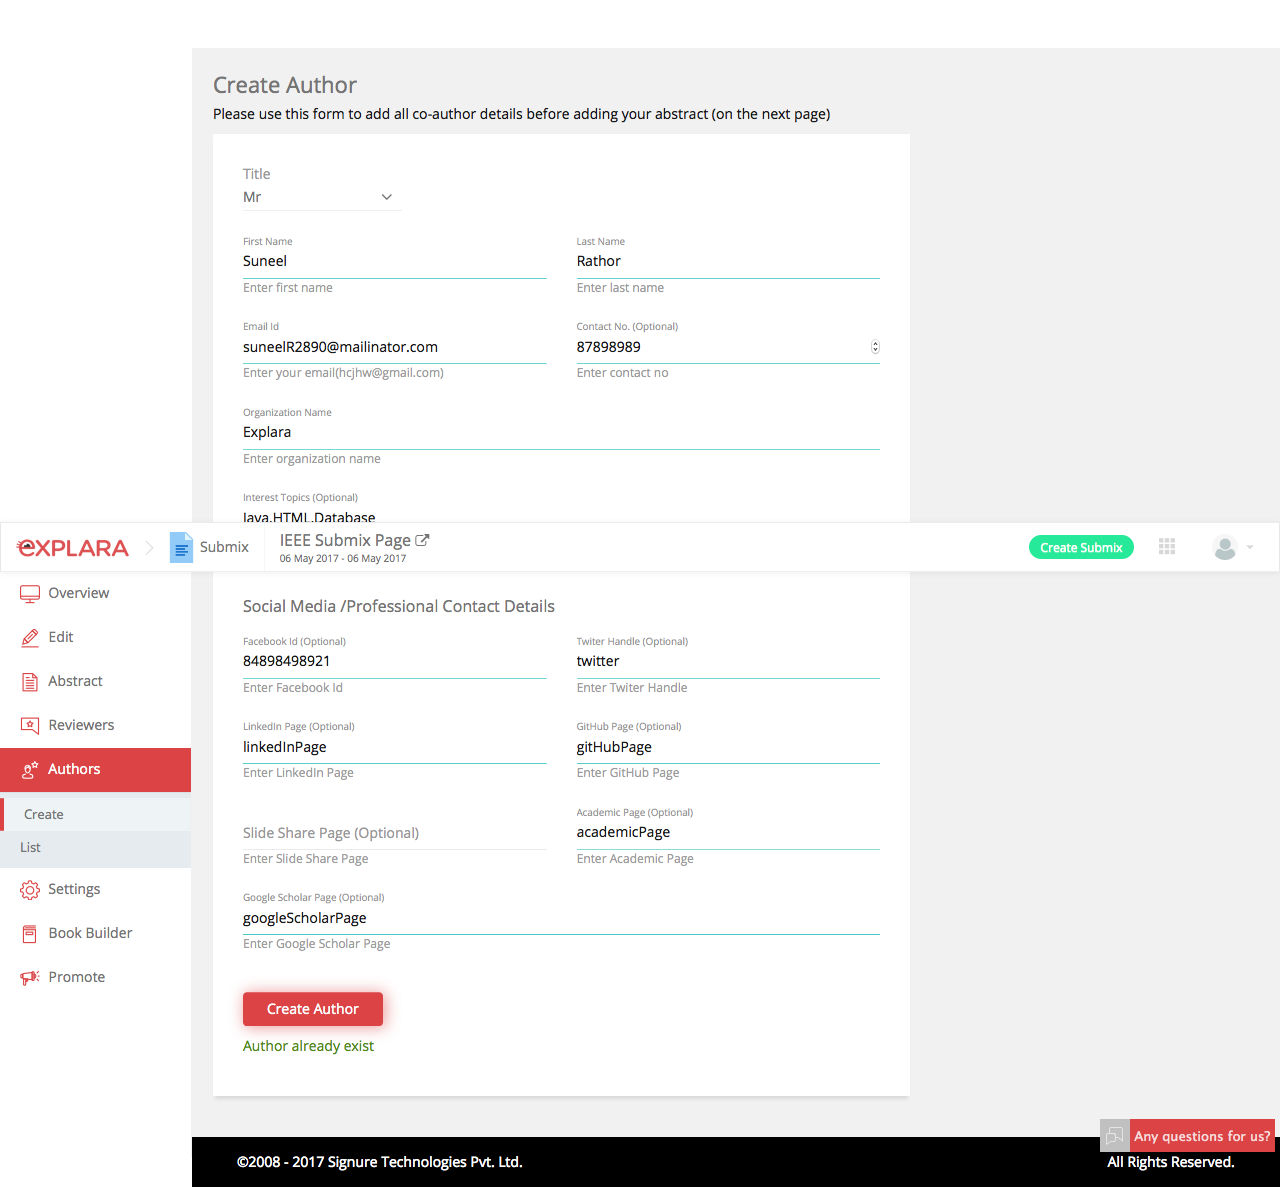 Create Author
Please use this form to add all co-author details before adding your abstract (on the next page)
Title
Mr
First Name
Last Name
Suneel
Rathor
Enter first name
Enter last name
Email Id
Contact No. (Optional)
suneelR2890@mailinator.com
87898989
Enter your email(hcjhw@gmail.com)
Enter contact no
Organization Name
Explara
Enter organization name
Interest Topics (Optional)
Java,HTML,Database
eXPLARA
Submix
IEEE Submix Page
06 May 2017 - 06 May 2017
Create Submix
Overview
Edit
Abstract
Reviewers
Authors
Create
List
Settings
Book Builder
Promote
Social Media /Professional Contact Details
Facebook Id (Optional)
Twiter Handle (Optional)
84898498921
twitter
Enter Facebook Id
Enter Twiter Handle
LinkedIn Page (Optional)
GitHub Page (Optional)
linkedInPage
gitHubPage
Enter LinkedIn Page
Enter GitHub Page
Academic Page (Optional)
Slide Share Page (Optional)
academicPage
Enter Slide Share Page
Enter Academic Page
Google Scholar Page (Optional)
googleScholarPage
Enter Google Scholar Page
Create Author
Author already exist
Any questions for us?
©2008 - 2017 Signure Technologies Pvt. Ltd.
All Rights Reserved.